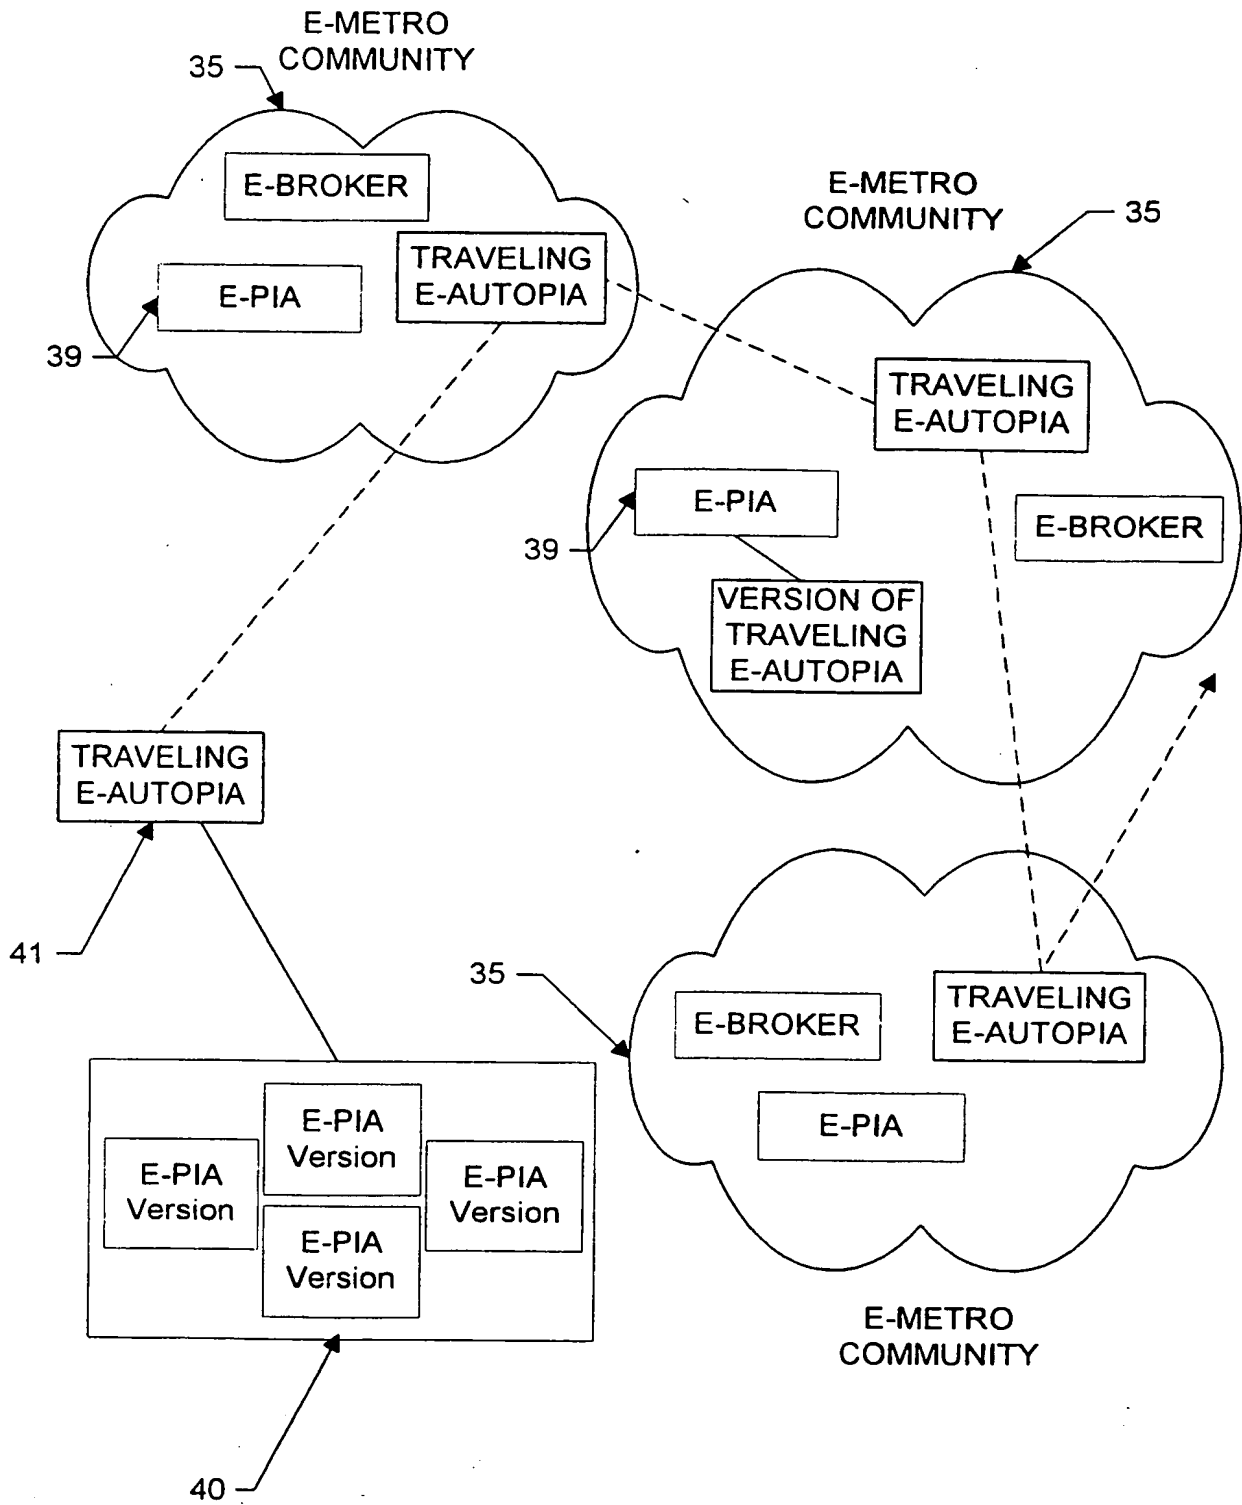 E-METRO
COMMUNITY
35
E-BROKER
TRAVELING
E-AUTOPIA
E-PIA
39
E-METRO
COMMUNITY
35
TRAVELING
E-AUTOPIA
E-PIA
E-BROKER
39
VERSION OF
TRAVELING
E-AUTOPIA
TRAVELING
E-AUTOPIA
41
35
E-BROKER
TRAVELING
E-AUTOPIA
E-PIA
E-PIA
Version
E-PIA
Version
E-PIA
Version
E-PIA
Version
E-METRO
COMMUNITY
40